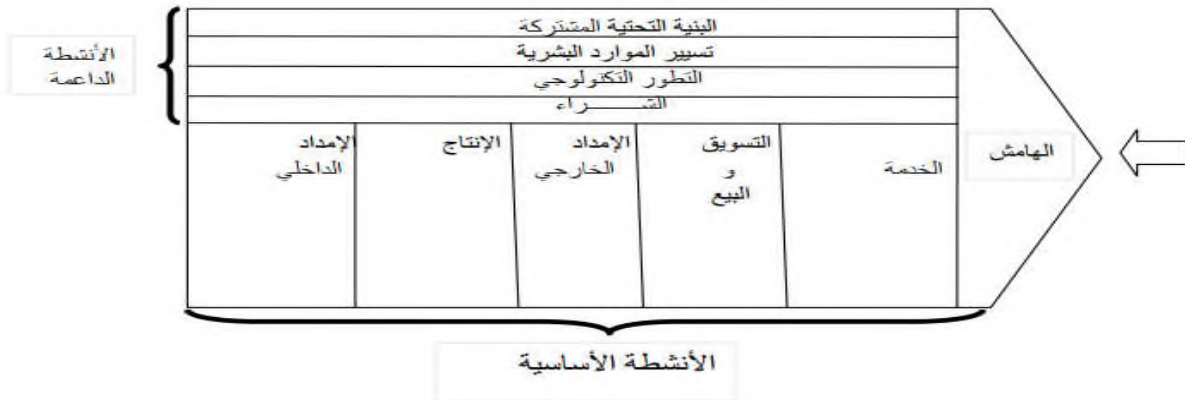 البنية التحتية المشتركة
تسيير الموارد البشرية
التطور التكنولوجي
الشـــــــراء
الأنشطة
الداعمة
الهامش
الخدمة
التسويق
و
البيع
الإمداد
الخارجي
الإنتاج
الإمداد
الداخلي
الأنشطة الأساسية